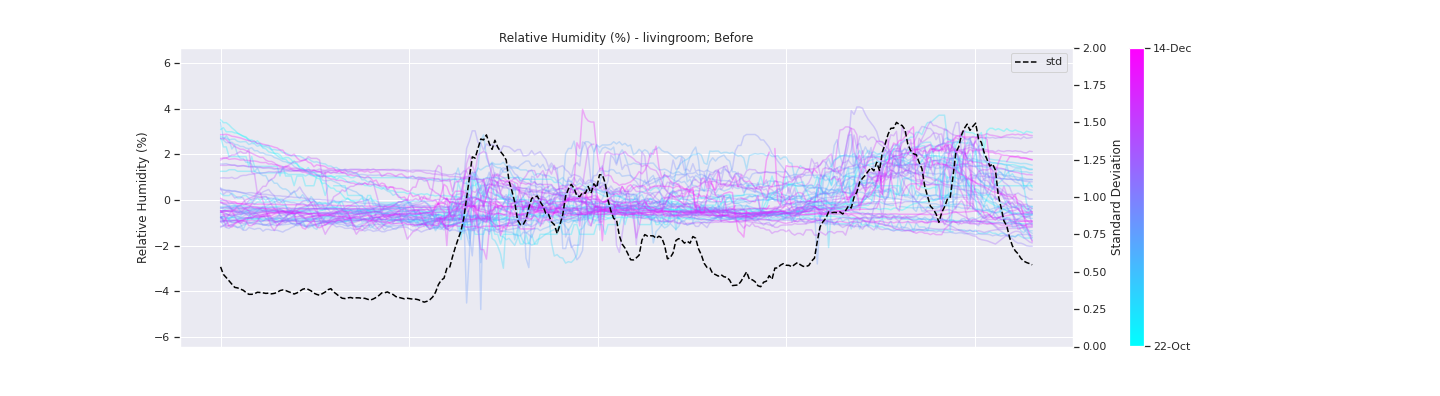 Relative Humidity (%) - livingroom; Before
Relative Humidity (%)
6
4
2
0
−2
−4
−6
std
2.00
1.75
1.50
1.25
1.00
0.75
0.50
0.25
0.00
Standard Deviation
14-Dec
22-Oct